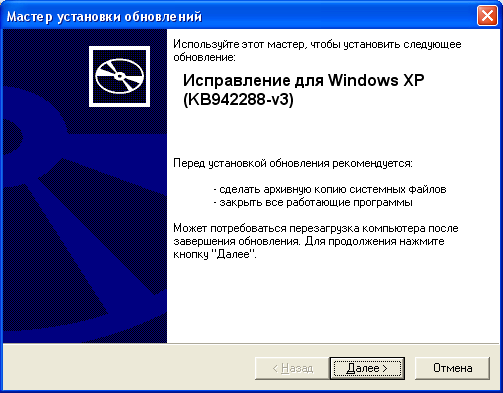 Мастер установки обновлений
Используйте этот мастер, чтобы установить следующее
обновление:
Исправление для Windows XP
(KB942288-v3)
Перед установкой обновления рекомендуется:
- сделать архивную копию системных файлов
- закрыть все работающие программы
Может потребоваться перезагрузка компьютера после
завершения обновления. Для продолжения нажмите
кнопку "Далее".
< Назад
Далее >
Отмена